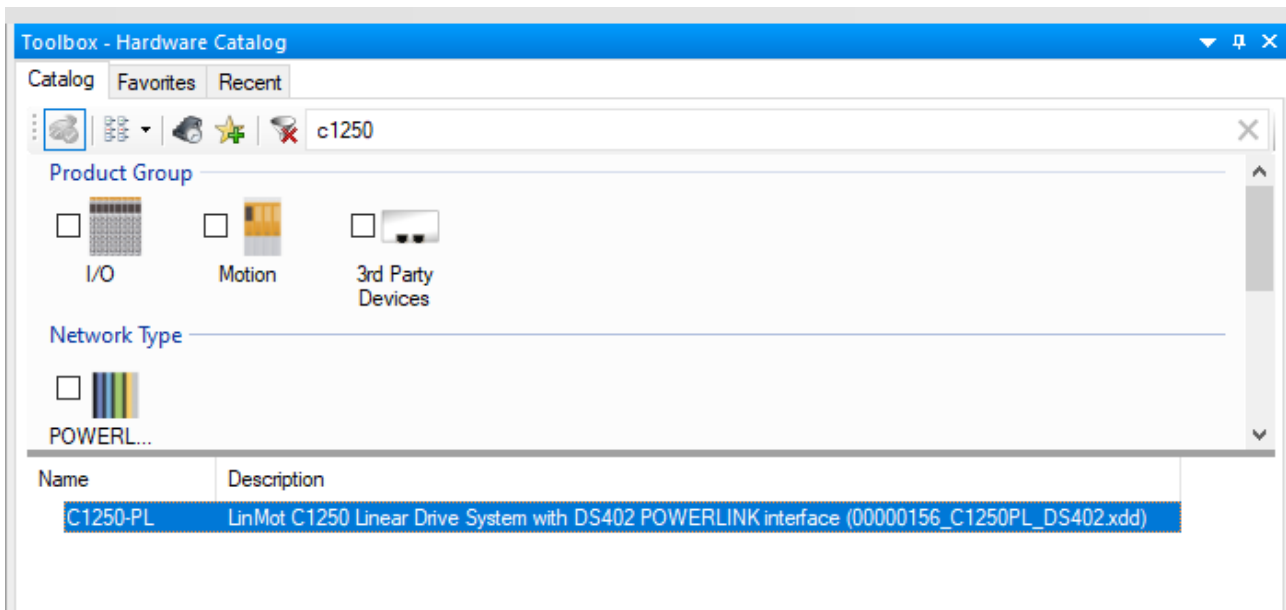 Toolbox - Hardware Catalog
Catalog Favorites Recent
c1250
Product Group
I/O Motion 3rd Party Devices
Network Type
POWERL...
Name Description
C1250-PL LinMot C1250 Linear Drive System with DS402 POWERLINK interface (00000156_C1250PL_DS402.xdd)